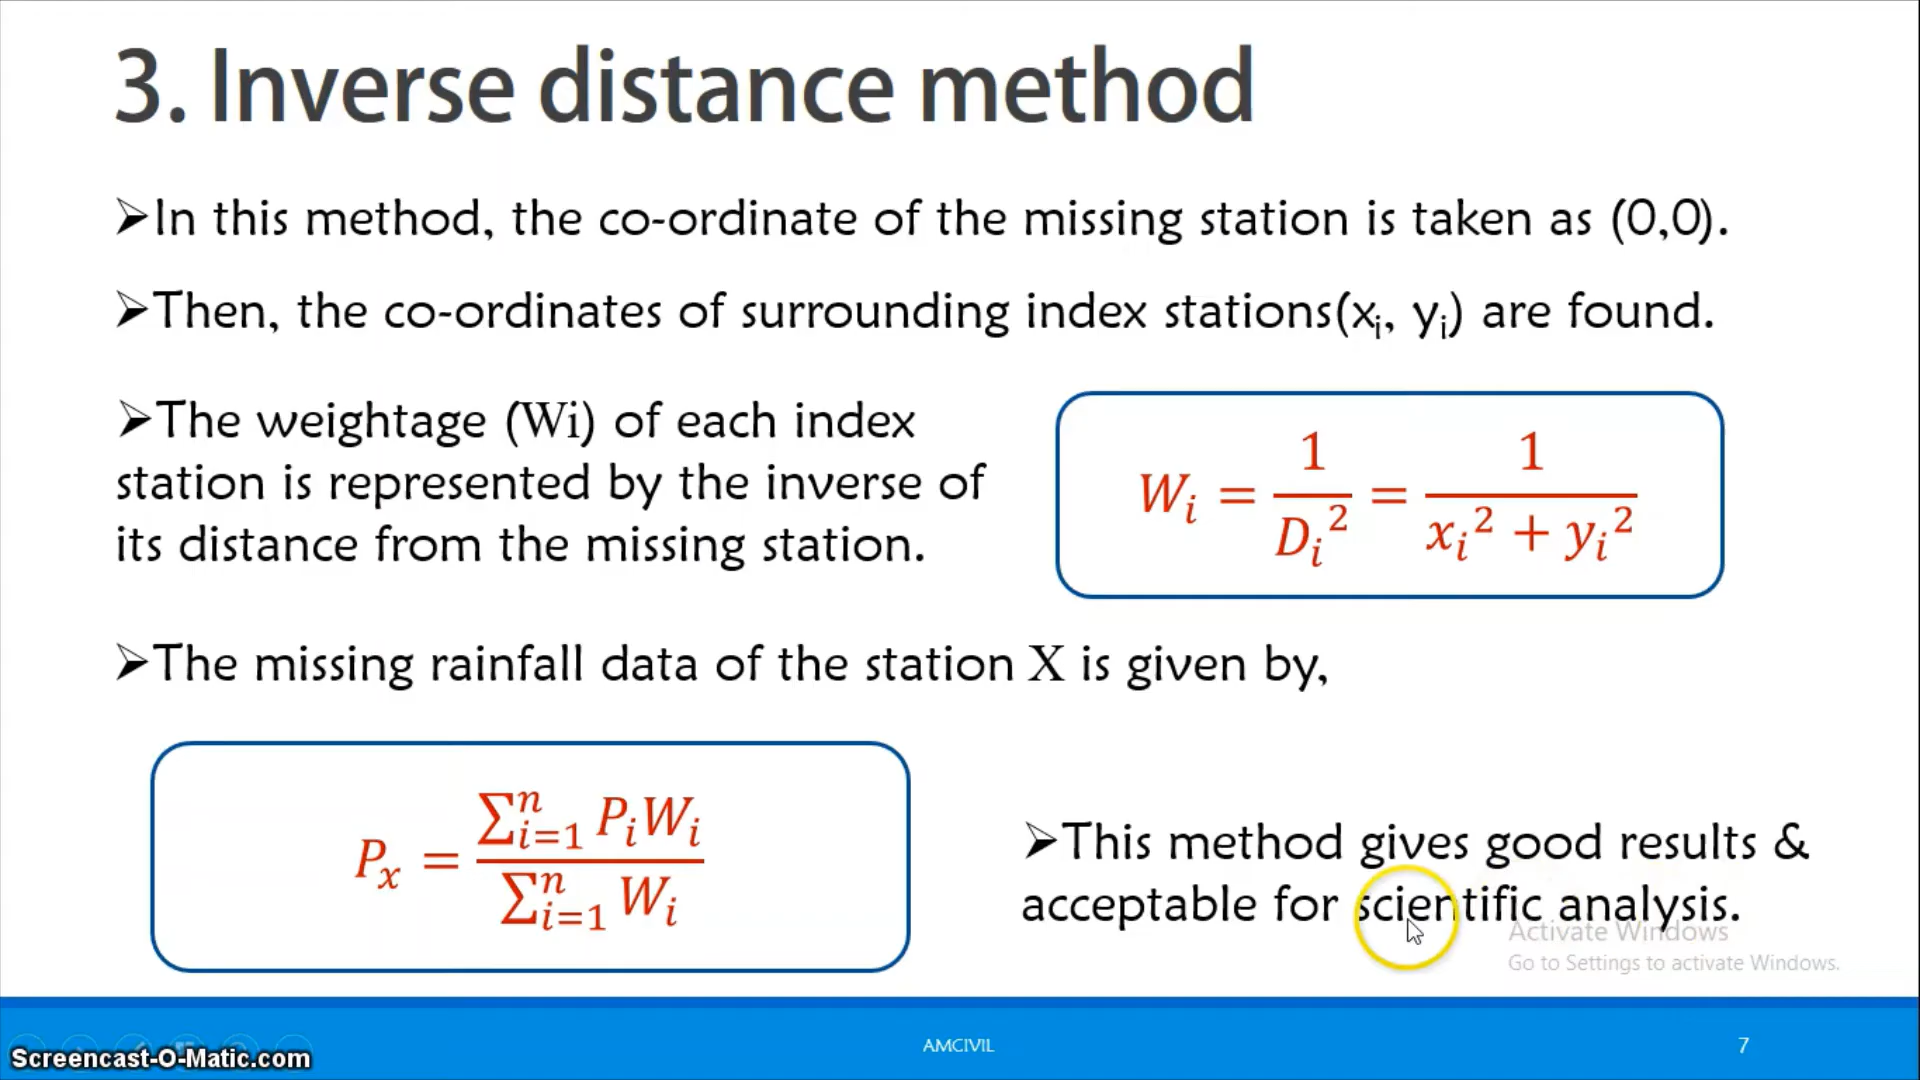 3. Inverse distance method
➢In this method, the co-ordinate of the missing station is taken as (0,0).
➢Then, the co-ordinates of surrounding index stations(xᵢ, yᵢ) are found.
➢The weightage (Wi) of each index
station is represented by the inverse of
its distance from the missing station.
Wᵢ = 1 / Dᵢ² = 1 / (xᵢ² + yᵢ²)
➢The missing rainfall data of the station X is given by,
Pₓ = ∑ⁿᵢ₌₁ PᵢWᵢ / ∑ⁿᵢ₌₁ Wᵢ
➢This method gives good results &
acceptable for scientific analysis.
Activate Windows
Go to Settings to activate Windows.
Screencast-O-Matic.com
AMCIVIL
7